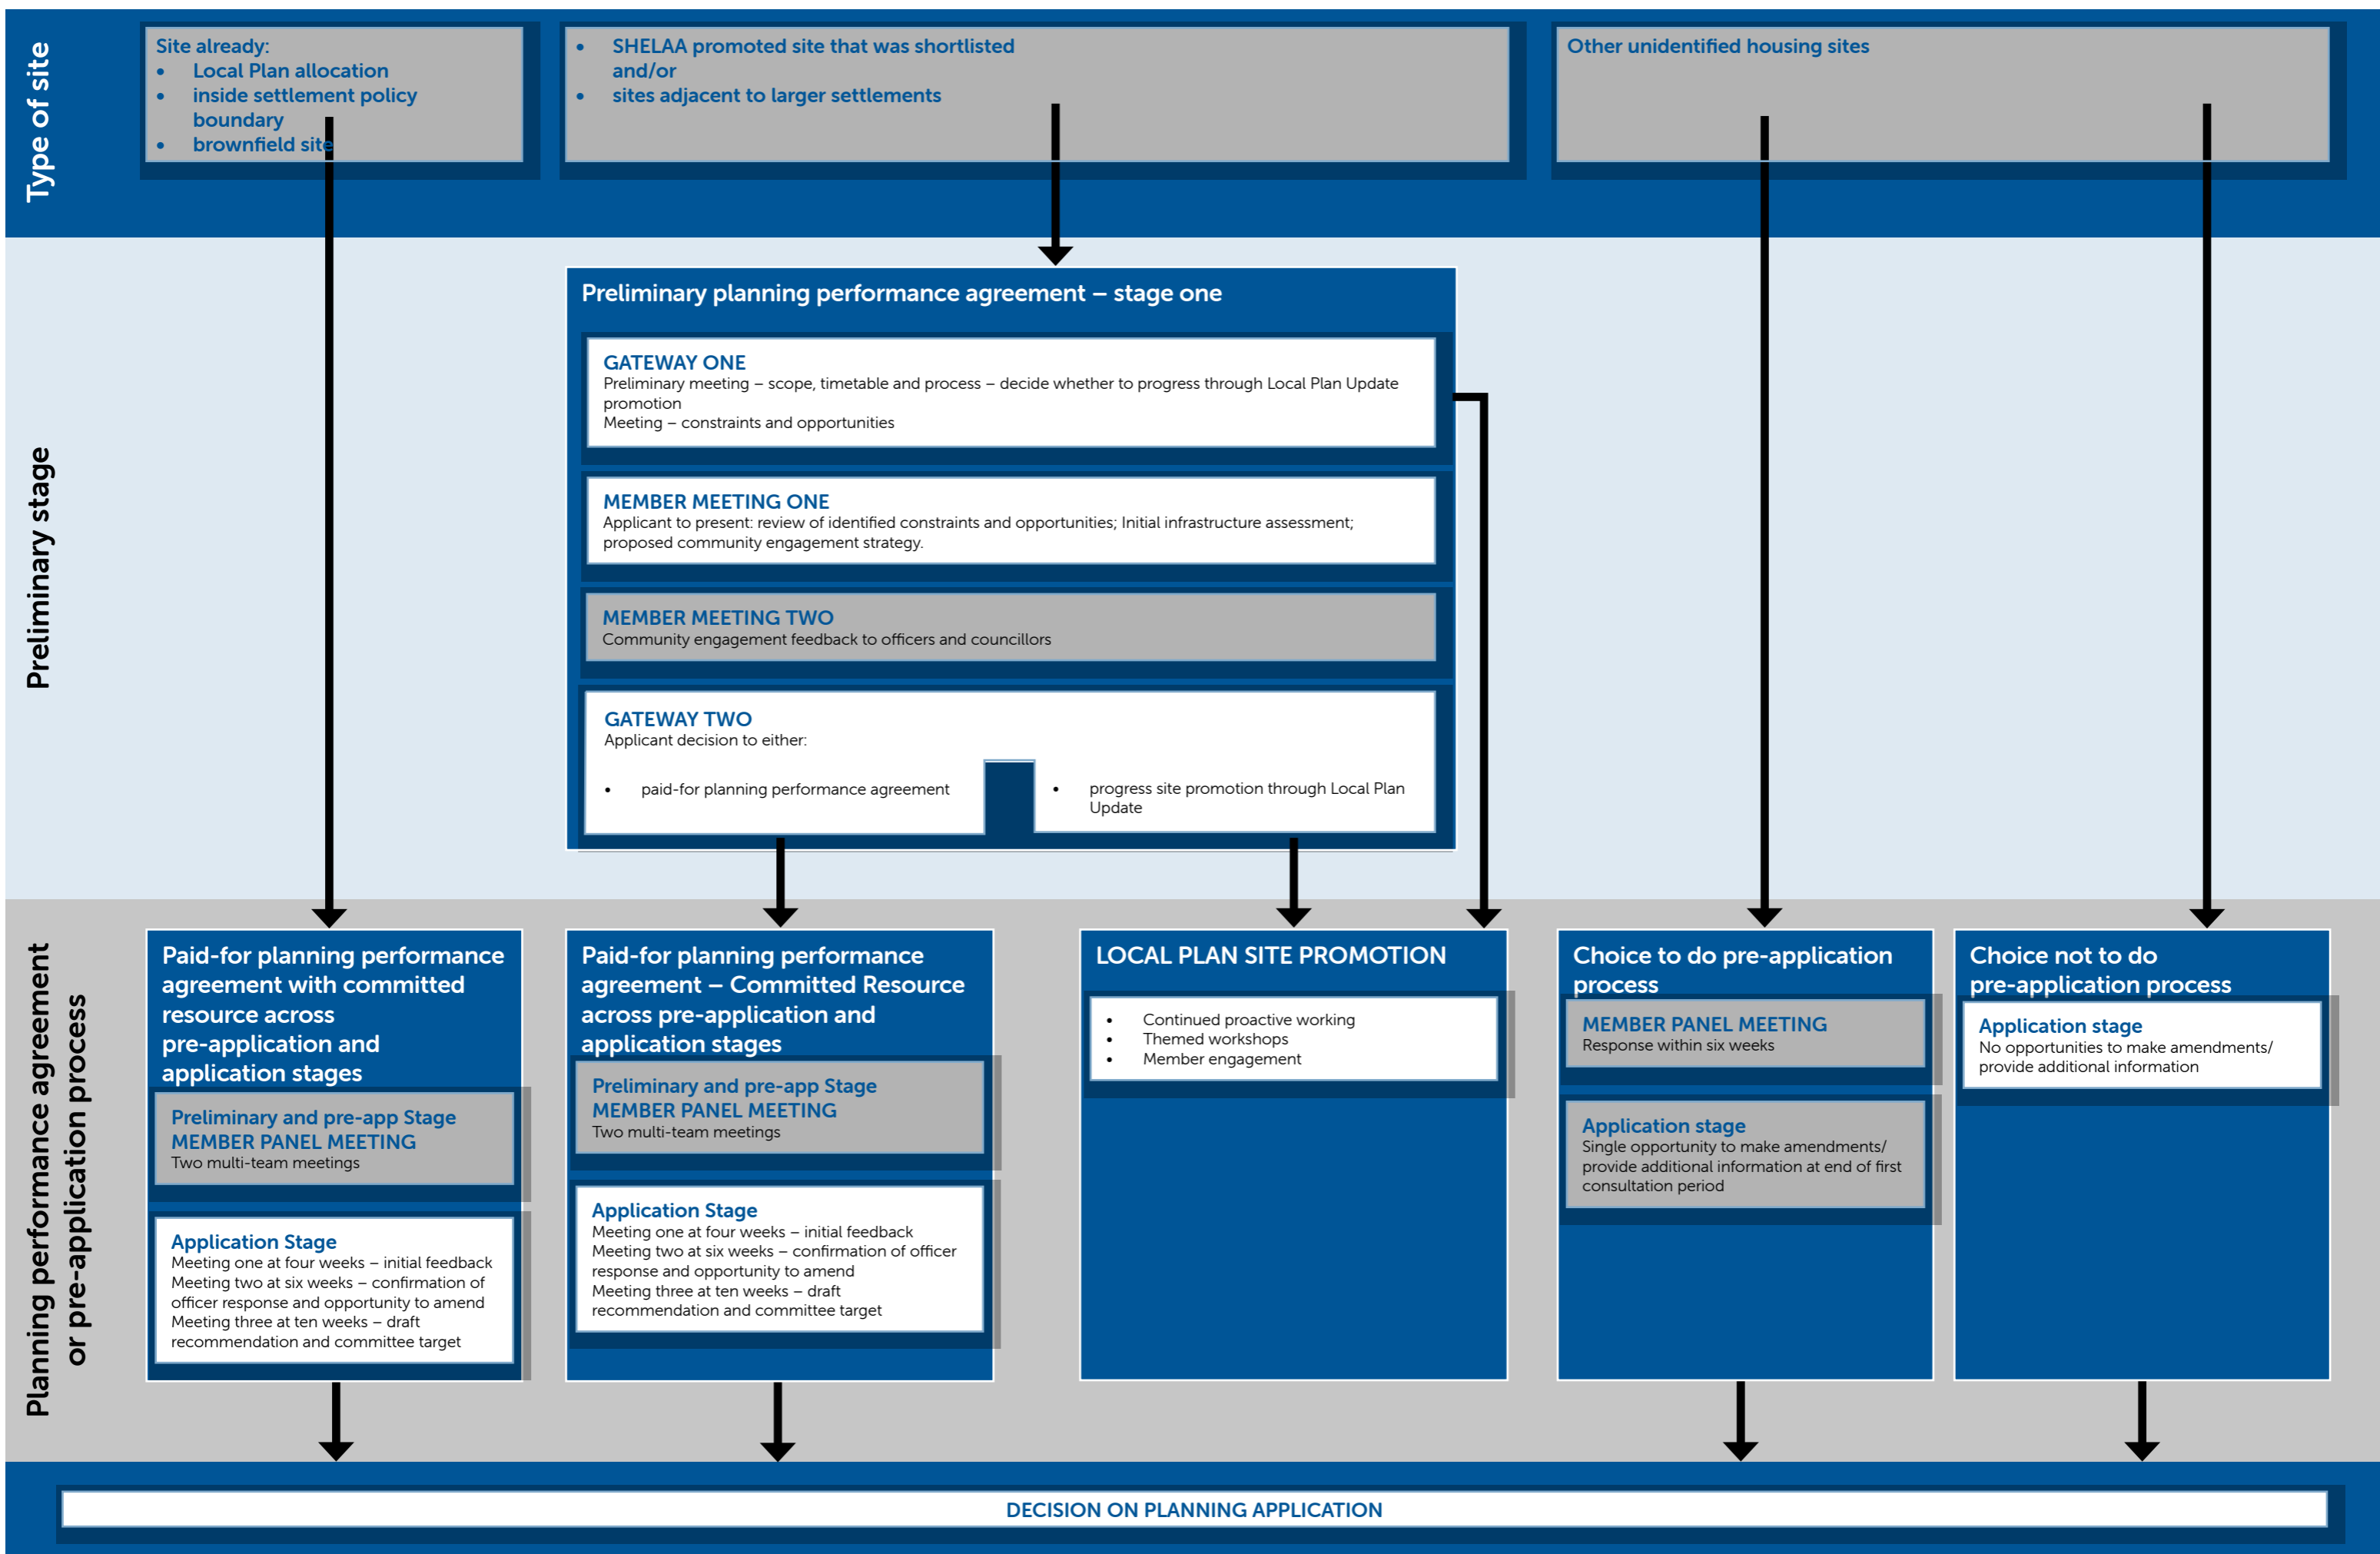 Type of site
Site already:
• Local Plan allocation
• inside settlement policy
boundary
• brownfield site
• SHELAA promoted site that was shortlisted
and/or
• sites adjacent to larger settlements
Other unidentified housing sites
Preliminary stage
Preliminary planning performance agreement – stage one
GATEWAY ONE
Preliminary meeting – scope, timetable and process – decide whether to progress through Local Plan Update
promotion
Meeting – constraints and opportunities
MEMBER MEETING ONE
Applicant to present: review of identified constraints and opportunities; Initial infrastructure assessment;
proposed community engagement strategy.
MEMBER MEETING TWO
Community engagement feedback to officers and councillors
GATEWAY TWO
Applicant decision to either:
• paid-for planning performance agreement
• progress site promotion through Local Plan
Update
Planning performance agreement
or pre-application process
Paid-for planning performance
agreement with committed
resource across
pre-application and
application stages
Preliminary and pre-app Stage
MEMBER PANEL MEETING
Two multi-team meetings
Application Stage
Meeting one at four weeks – initial feedback
Meeting two at six weeks – confirmation of
officer response and opportunity to amend
Meeting three at ten weeks – draft
recommendation and committee target
Paid-for planning performance
agreement – Committed Resource
across pre-application and
application stages
Preliminary and pre-app Stage
MEMBER PANEL MEETING
Two multi-team meetings
Application Stage
Meeting one at four weeks – initial feedback
Meeting two at six weeks – confirmation of officer
response and opportunity to amend
Meeting three at ten weeks – draft
recommendation and committee target
LOCAL PLAN SITE PROMOTION
• Continued proactive working
• Themed workshops
• Member engagement
Choice to do pre-application
process
MEMBER PANEL MEETING
Response within six weeks
Application stage
Single opportunity to make amendments/
provide additional information at end of first
consultation period
Choice not to do
pre-application process
Application stage
No opportunities to make amendments/
provide additional information
DECISION ON PLANNING APPLICATION